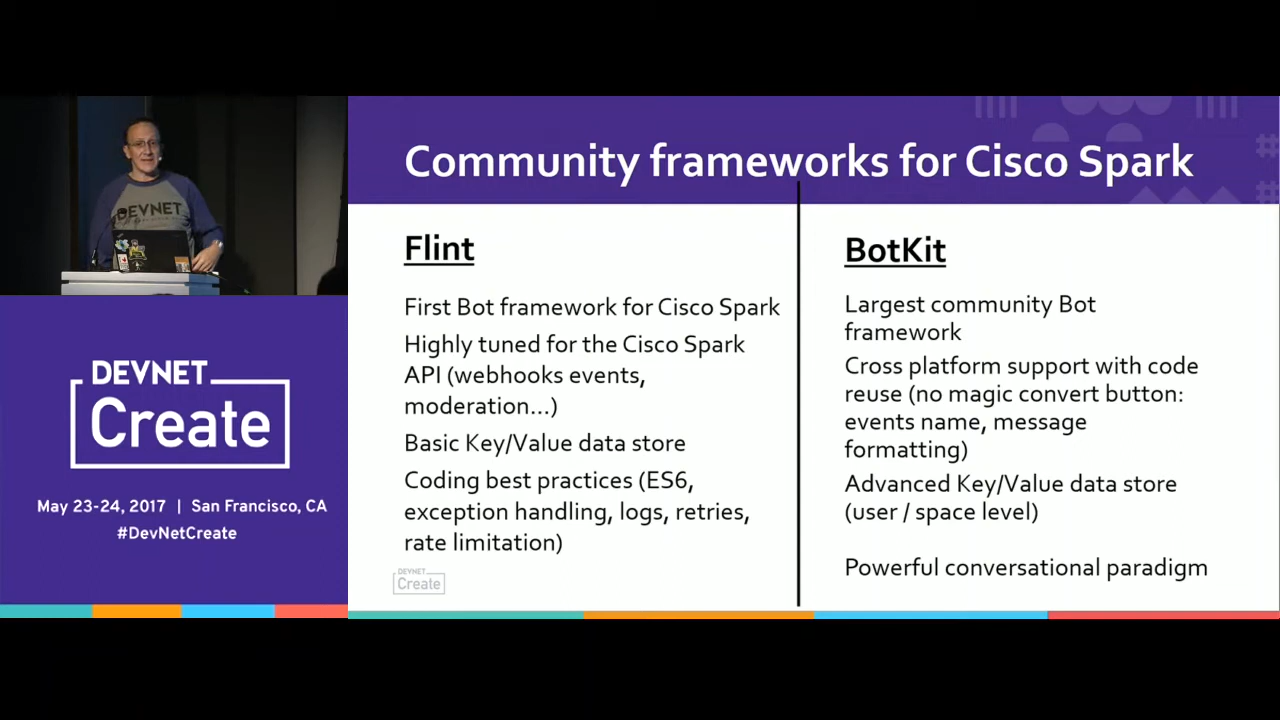 Community frameworks for Cisco Spark
Flint
First Bot framework for Cisco Spark
Highly tuned for the Cisco Spark
API (webhooks events,
moderation...)
Basic Key/Value data store
Coding best practices (ES6,
exception handling, logs, retries,
rate limitation)
DEVNET
Create
BotKit
Largest community Bot
framework
Cross platform support with code
reuse (no magic convert button:
events name, message
formatting)
Advanced Key/Value data store
(user / space level)
Powerful conversational paradigm
DEVNET
DEVNET
Create
May 23-24, 2017 | San Francisco, CA
#DevNetCreate